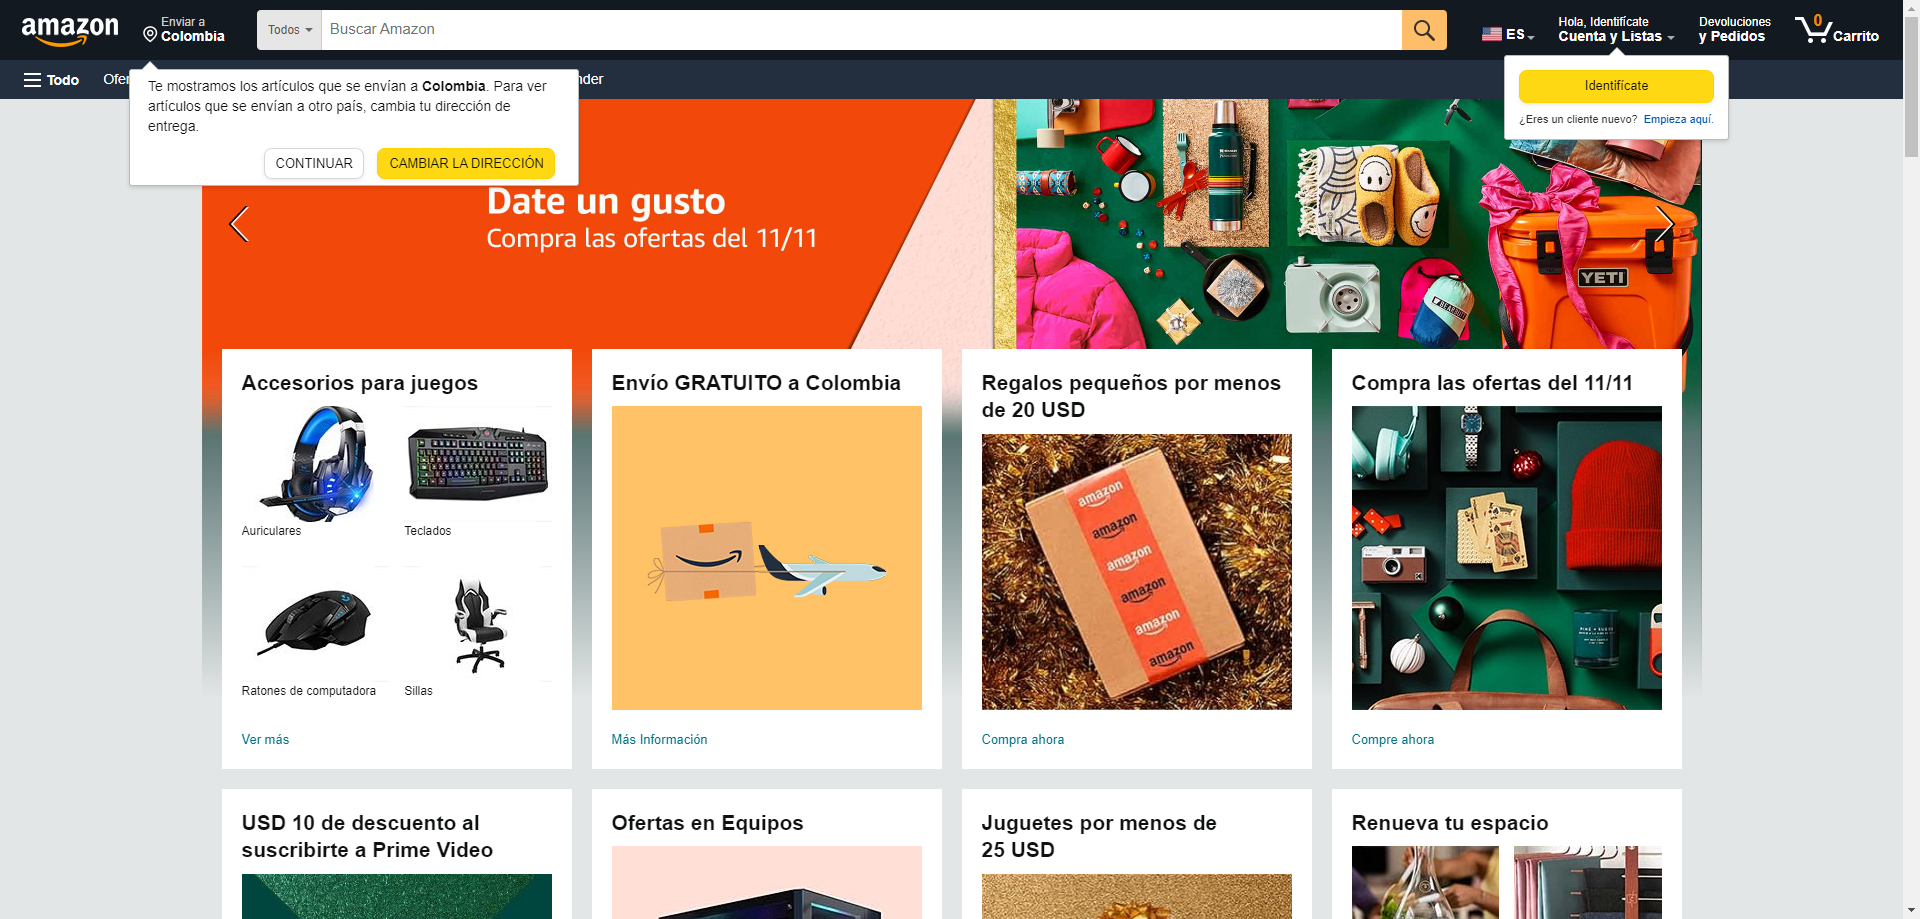 amazon
Enviar a
Colombia
Todos
Buscar Amazon
ES
Hola, Identifícate
Cuenta y Listas
Devoluciones
y Pedidos
0
Carrito
Todo
Te mostramos los artículos que se envían a Colombia. Para ver
artículos que se envían a otro país, cambia tu dirección de
entrega.
CONTINUAR
CAMBIAR LA DIRECCIÓN
Identifícate
¿Eres un cliente nuevo? Empieza aquí.
Date un gusto
Compra las ofertas del 11/11
YETI
Accesorios para juegos
Auriculares
Teclados
Ratones de computadora
Sillas
Ver más
Envío GRATUITO a Colombia
Más Información
Regalos pequeños por menos
de 20 USD
amazon
amazon
amazon
amazon
amazon
amazon
Compra ahora
Compra las ofertas del 11/11
Compre ahora
USD 10 de descuento al
suscribirte a Prime Video
Ofertas en Equipos
Juguetes por menos de
25 USD
Renueva tu espacio